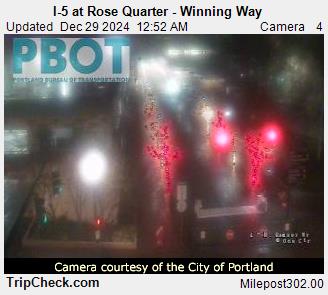 I-5 at Rose Quarter - Winning Way
Updated Dec 29 2024 12:52 AM Camera 4
PBOT
PORTLAND BUREAU OF TRANSPORTATION
Camera courtesy of the City of Portland
TripCheck.com Milepost302.00